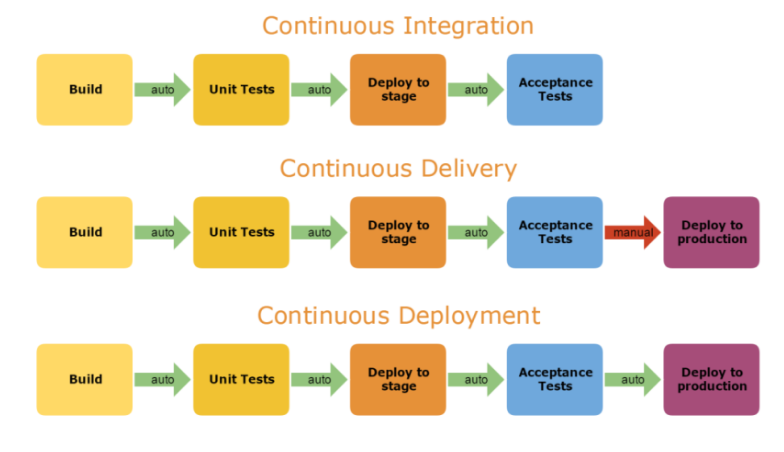 Continuous Integration
Build
auto
Unit Tests
auto
Deploy to
stage
auto
Acceptance
Tests
Continuous Delivery
Build
auto
Unit Tests
auto
Deploy to
stage
auto
Acceptance
Tests
manual
Deploy to
production
Continuous Deployment
Build
auto
Unit Tests
auto
Deploy to
stage
auto
Acceptance
Tests
auto
Deploy to
production